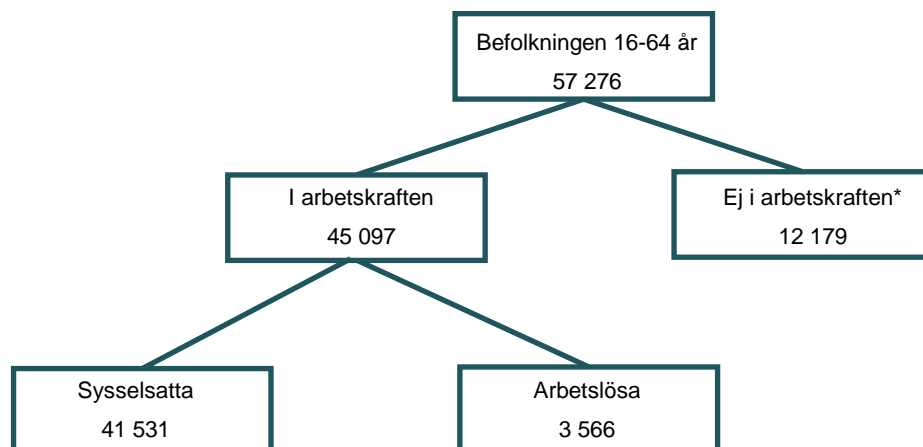 Befolkningen 16-64 år
57 276
I arbetskraften
45 097
Ej i arbetskraften*
12 179
Sysselsatta
41 531
Arbetslösa
3 566